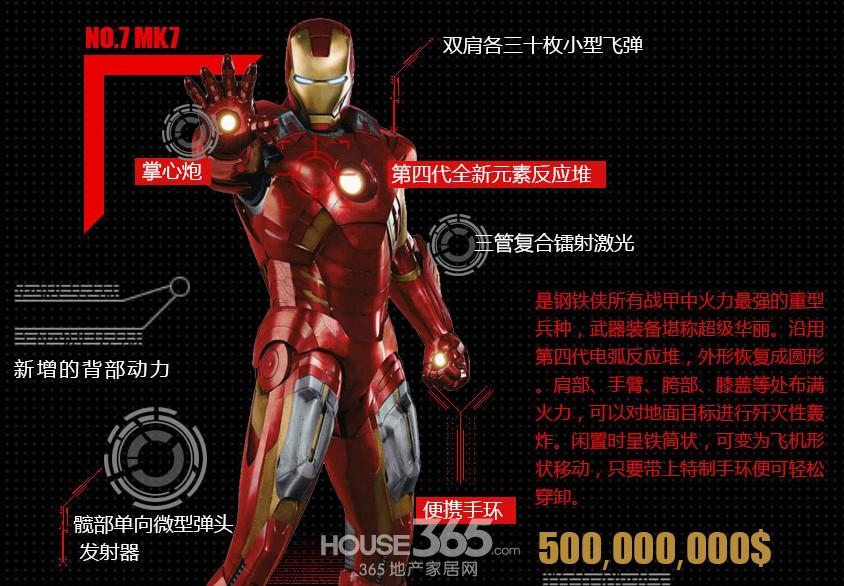 NO.7 MK7
双肩各三十枚小型飞弹
掌心炮
第四代全新元素反应堆
三管复合镭射激光
新增的背部动力
是钢铁侠所有战甲中火力最强的重型
兵种，武器装备堪称超级华丽。沿用
第四代电弧反应堆，外形恢复成圆形
。肩部、手臂、胯部、膝盖等处布满
火力，可以对地面目标进行歼灭性轰
炸。闲置时呈铁筒状，可变为飞机形
状移动，只要带上特制手环便可轻松
穿卸。
便携手环
髋部单向微型弹头
发射器
500,000,000$
HOUSE365.com
365地产家居网